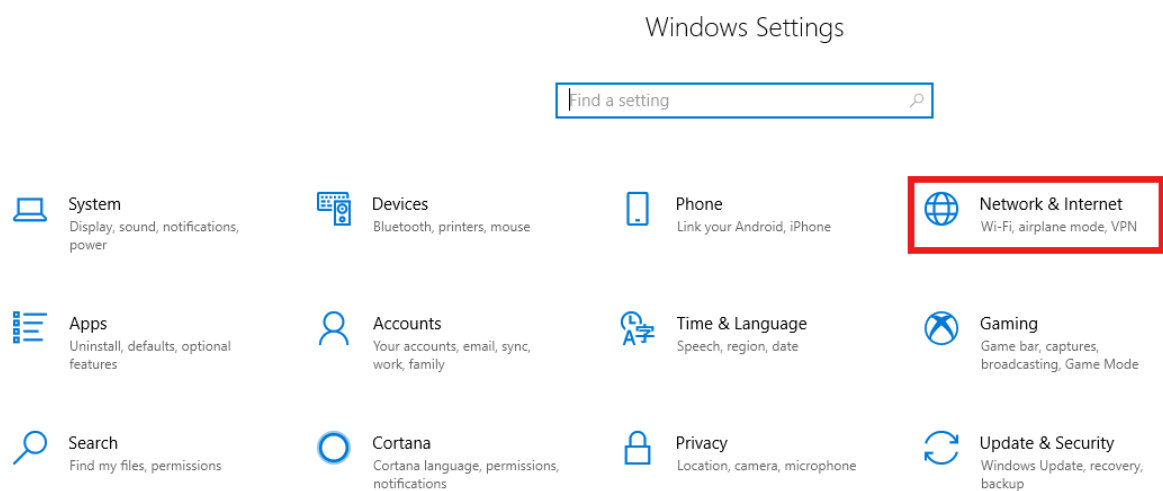 Windows Settings
Find a setting
System
Display, sound, notifications,
power
Devices
Bluetooth, printers, mouse
Phone
Link your Android, iPhone
Network & Internet
Wi-Fi, airplane mode, VPN
Apps
Uninstall, defaults, optional
features
Accounts
Your accounts, email, sync,
work, family
A字
Time & Language
Speech, region, date
Gaming
Game bar, captures,
broadcasting, Game Mode
Search
Find my files, permissions
Cortana
Cortana language, permissions,
notifications
Privacy
Location, camera, microphone
Update & Security
Windows Update, recovery,
backup